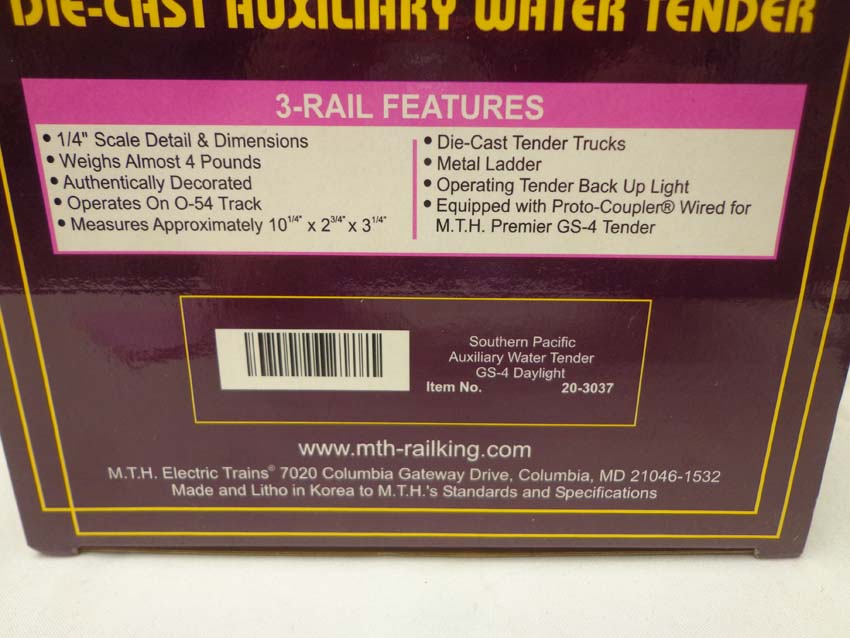 DIE-CAST AUXILIARY WATER TENDER
3-RAIL FEATURES
• 1/4" Scale Detail & Dimensions
• Weighs Almost 4 Pounds
• Authentically Decorated
• Operates On O-54 Track
• Measures Approximately 10 1/4" x 2 3/4" x 3 1/4"
• Die-Cast Tender Trucks
• Metal Ladder
• Operating Tender Back Up Light
• Equipped with Proto-Coupler® Wired for
M.T.H. Premier GS-4 Tender
Southern Pacific
Auxiliary Water Tender
GS-4 Daylight
Item No. 20-3037
www.mth-railking.com
M.T.H. Electric Trains® 7020 Columbia Gateway Drive, Columbia, MD 21046-1532
Made and Litho in Korea to M.T.H.'s Standards and Specifications